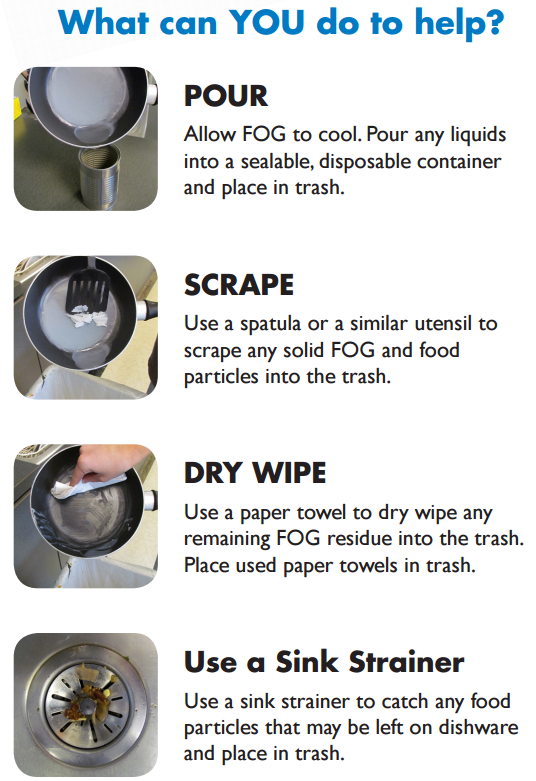 What can YOU do to help?
POUR
Allow FOG to cool. Pour any liquids
into a sealable, disposable container
and place in trash.
SCRAPE
Use a spatula or a similar utensil to
scrape any solid FOG and food
particles into the trash.
DRY WIPE
Use a paper towel to dry wipe any
remaining FOG residue into the trash.
Place used paper towels in trash.
Use a Sink Strainer
Use a sink strainer to catch any food
particles that may be left on dishware
and place in trash.